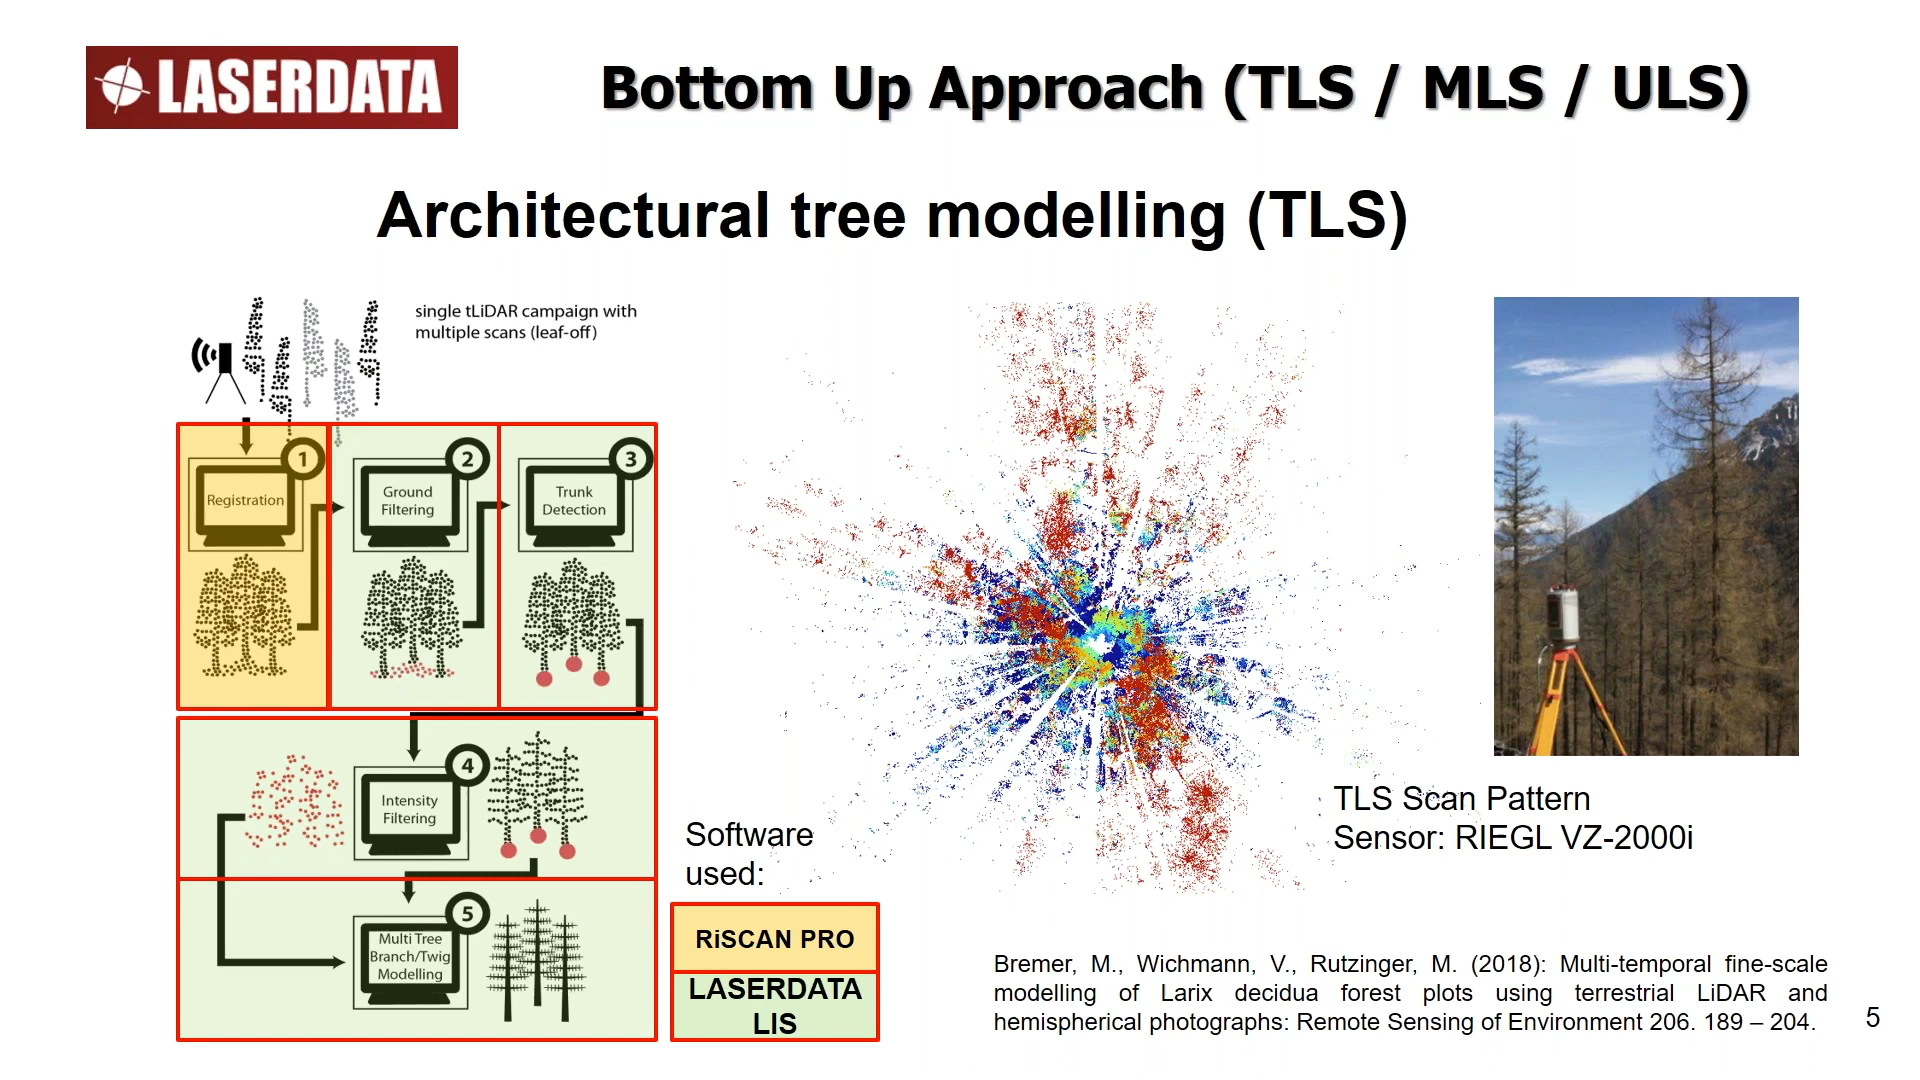 LASERDATA
Bottom Up Approach (TLS / MLS / ULS)
Architectural tree modelling (TLS)
single tLiDAR campaign with
multiple scans (leaf-off)
1
Registration
2
Ground
Filtering
3
Trunk
Detection
4
Intensity
Filtering
5
Multi Tree
Branch/Twig
Modelling
Software
used:
RiSCAN PRO
LASERDATA
LIS
TLS Scan Pattern
Sensor: RIEGL VZ-2000i
Bremer, M., Wichmann, V., Rutzinger, M. (2018): Multi-temporal fine-scale
modelling of Larix decidua forest plots using terrestrial LiDAR and
hemispherical photographs: Remote Sensing of Environment 206. 189 – 204.
5